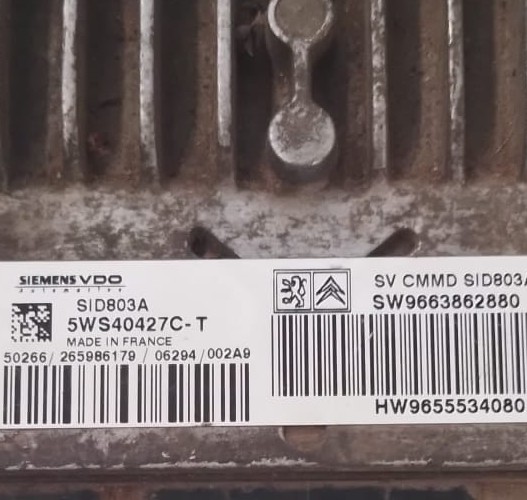 SIEMENS VDO
Automotive
SID803A
5WS40427C-T
MADE IN FRANCE
50266/265986179/06294/002A9
SV CMMD SID803A
SW9663862880
HW9655534080